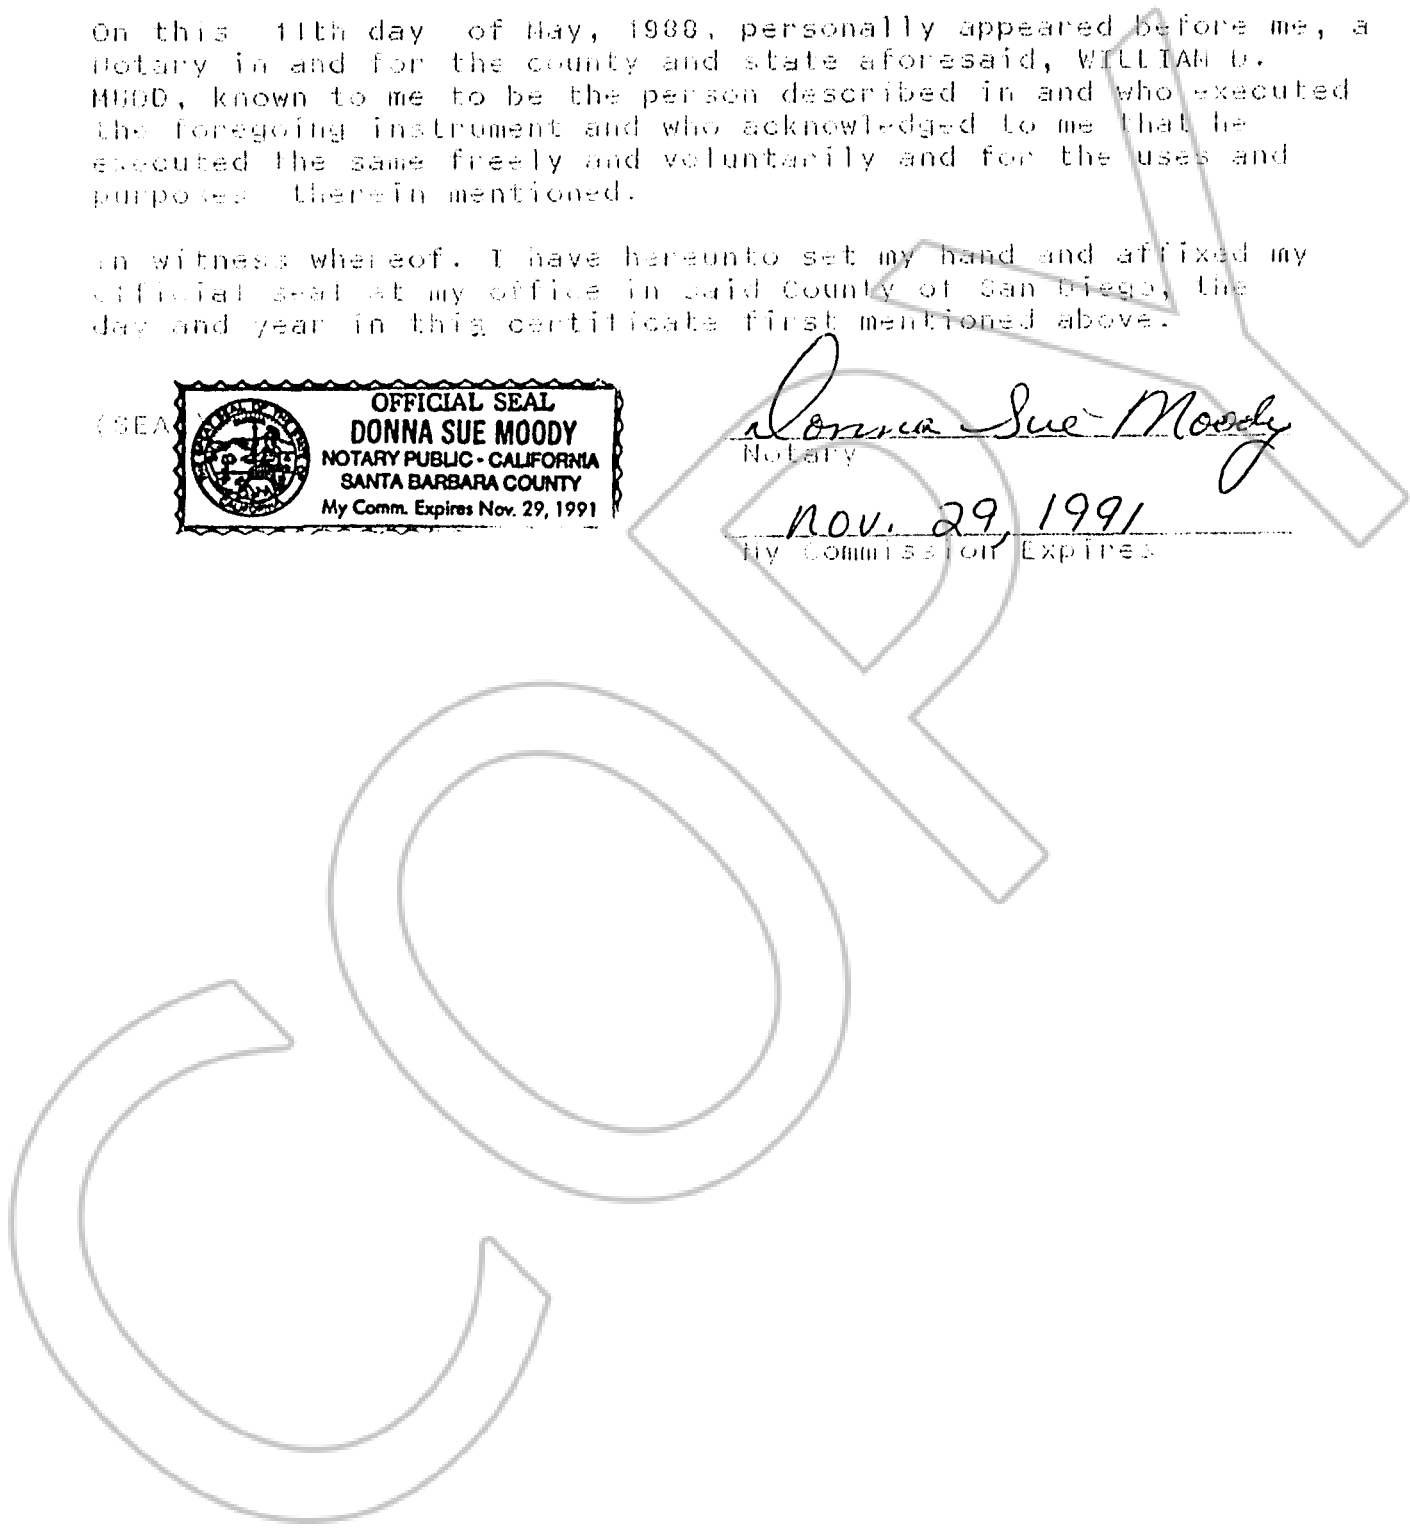 On this 11th day of May, 1988, personally appeared before me, a
Notary in and for the county and state aforesaid, WILLIAM D.
MUDD, known to me to be the person described in and who executed
the foregoing instrument and who acknowledged to me that he
executed the same freely and voluntarily and for the uses and
purposes therein mentioned.
In witness whereof. I have hereunto set my hand and affixed my
official seal at my office in said County of San Diego, the
day and year in this certificate first mentioned above.
(SEA
OFFICIAL SEAL
DONNA SUE MOODY
NOTARY PUBLIC - CALIFORNIA
SANTA BARBARA COUNTY
My Comm. Expires Nov. 29, 1991
Donna Sue Moody
Notary
Nov. 29, 1991
My Commission Expires
COPY